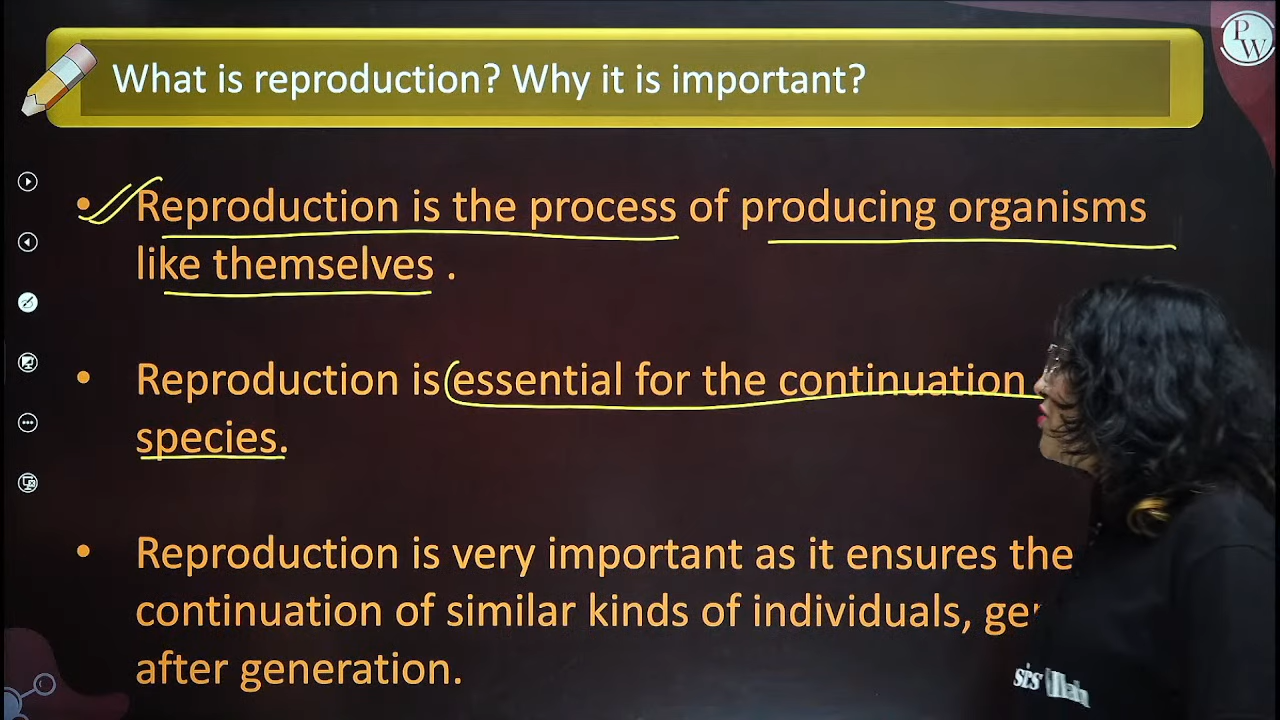 What is reproduction? Why it is important?
P
W
• Reproduction is the process of producing organisms
like themselves .
• Reproduction is essential for the continuation
species.
• Reproduction is very important as it ensures the
continuation of similar kinds of individuals,
after generation.